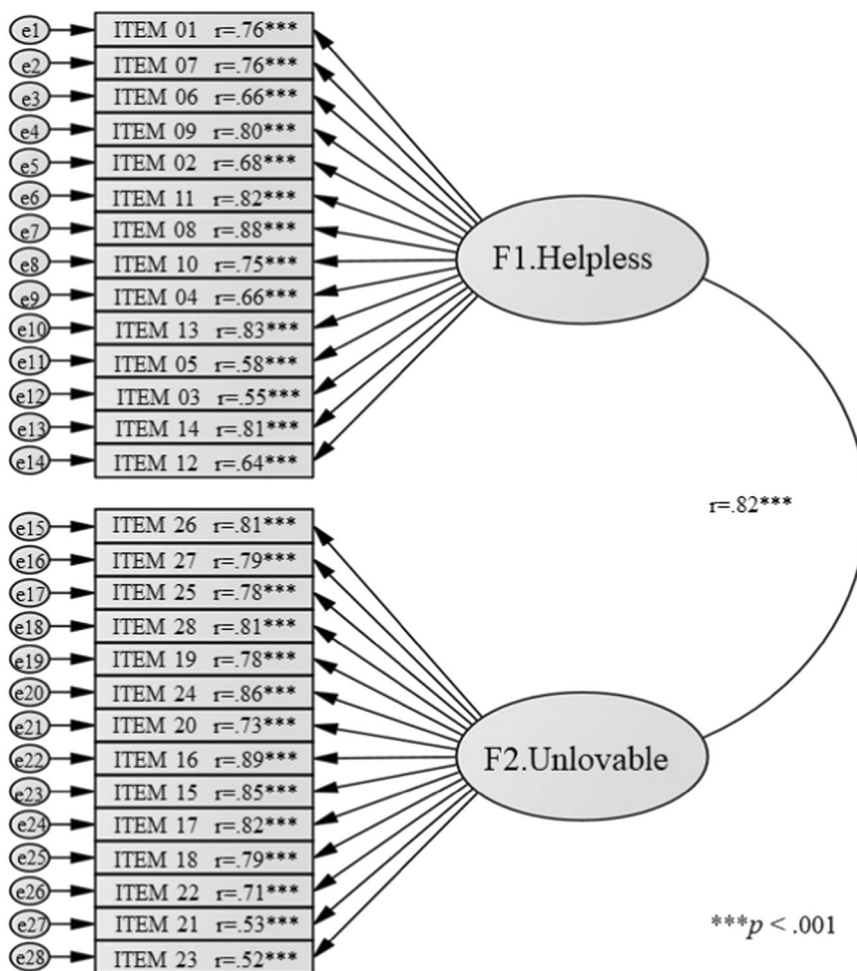 e1 ITEM 01 r=.76***
e2 ITEM 07 r=.76***
e3 ITEM 06 r=.66***
e4 ITEM 09 r=.80***
e5 ITEM 02 r=.68***
e6 ITEM 11 r=.82***
e7 ITEM 08 r=.88***
e8 ITEM 10 r=.75***
e9 ITEM 04 r=.66***
e10 ITEM 13 r=.83***
e11 ITEM 05 r=.58***
e12 ITEM 03 r=.55***
e13 ITEM 14 r=.81***
e14 ITEM 12 r=.64***
F1.Helpless
r=.82***
e15 ITEM 26 r=.81***
e16 ITEM 27 r=.79***
e17 ITEM 25 r=.78***
e18 ITEM 28 r=.81***
e19 ITEM 19 r=.78***
e20 ITEM 24 r=.86***
e21 ITEM 20 r=.73***
e22 ITEM 16 r=.89***
e23 ITEM 15 r=.85***
e24 ITEM 17 r=.82***
e25 ITEM 18 r=.79***
e26 ITEM 22 r=.71***
e27 ITEM 21 r=.53***
e28 ITEM 23 r=.52***
F2.Unlovable
***p < .001